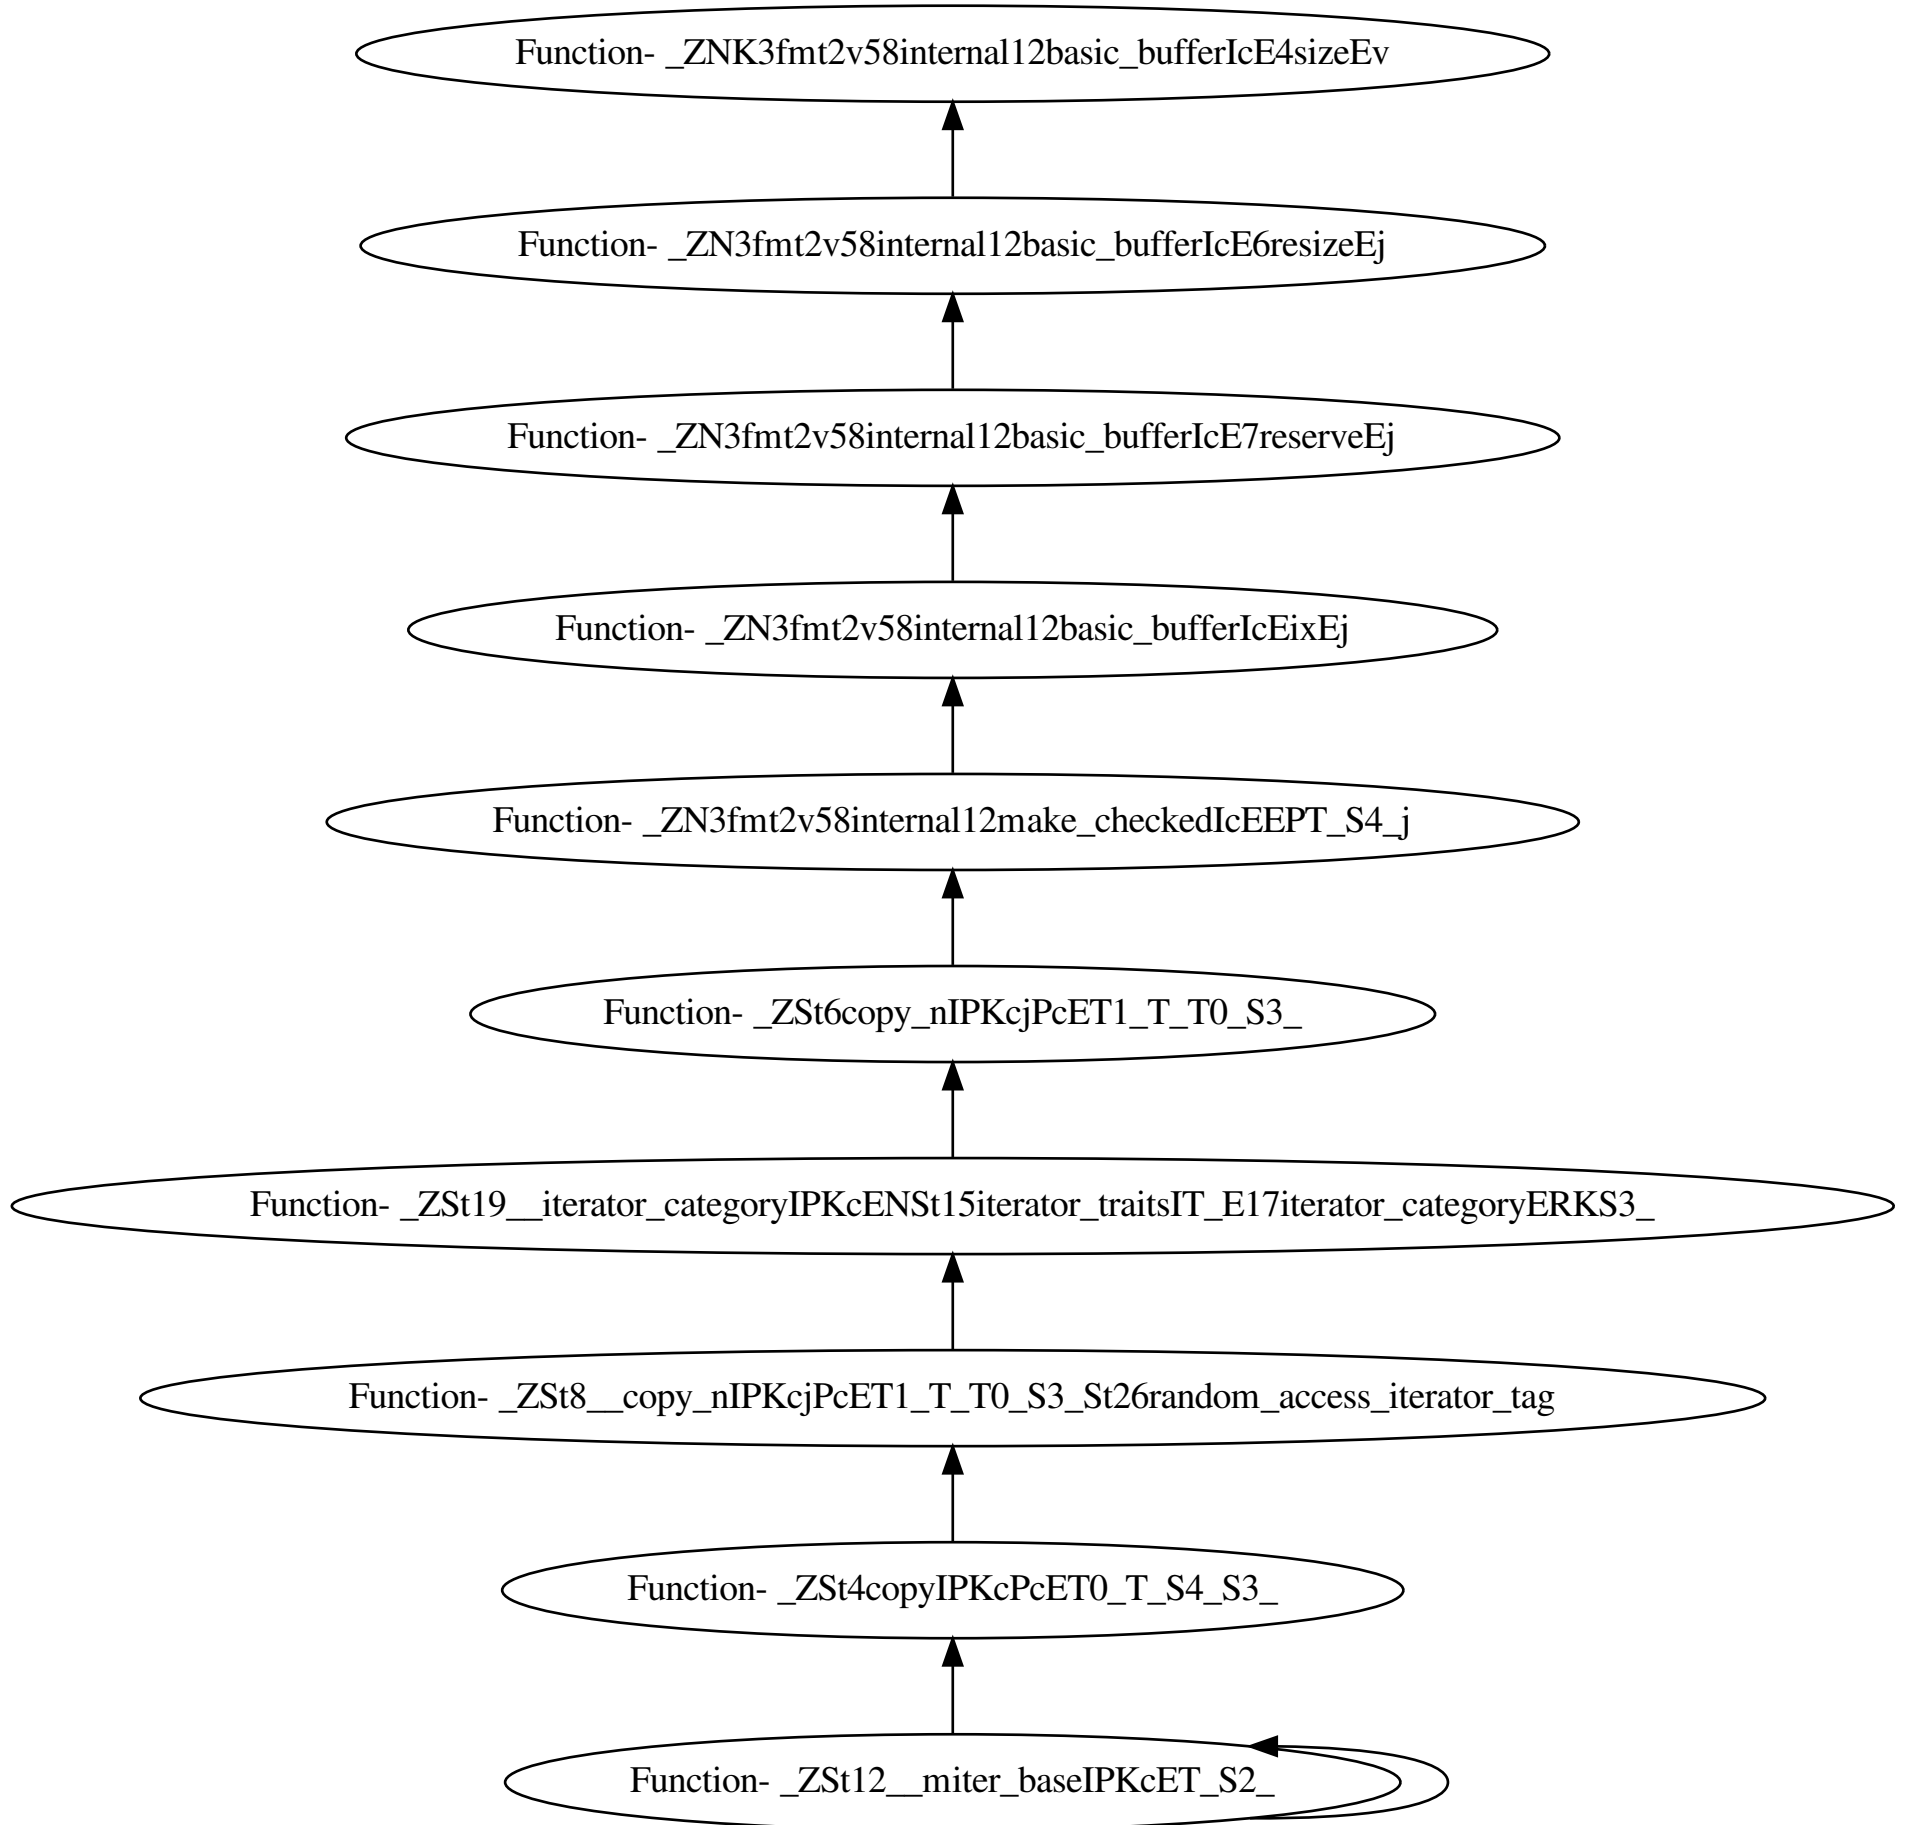 Function- _ZNK3fmt2v58internal12basic_bufferIcE4sizeEv
Function- _ZN3fmt2v58internal12basic_bufferIcE6resizeEj
Function- _ZN3fmt2v58internal12basic_bufferIcE7reserveEj
Function- _ZN3fmt2v58internal12basic_bufferIcEixEj
Function- _ZN3fmt2v58internal12make_checkedIcEEPT_S4_j
Function- _ZSt6copy_nIPKcjPcET1_T_T0_S3_
Function- _ZSt19__iterator_categoryIPKcENSt15iterator_traitsIT_E17iterator_categoryERKS3_
Function- _ZSt8__copy_nIPKcjPcET1_T_T0_S3_St26random_access_iterator_tag
Function- _ZSt4copyIPKcPcET0_T_S4_S3_
Function- _ZSt12__miter_baseIPKcET_S2_